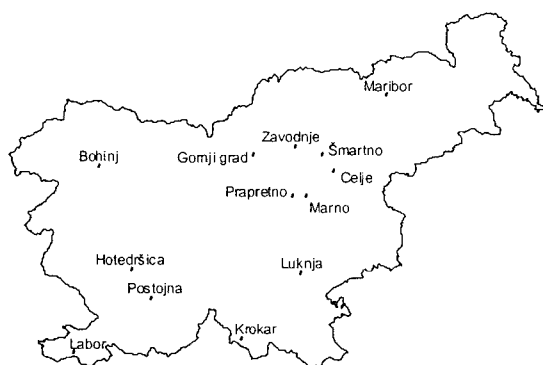 Maribor
Zavodnje
Bohinj
Gornji grad
Šmartno
Celje
Prapretno
Marno
Hotedršica
Luknja
Postojna
Krokar
Labor